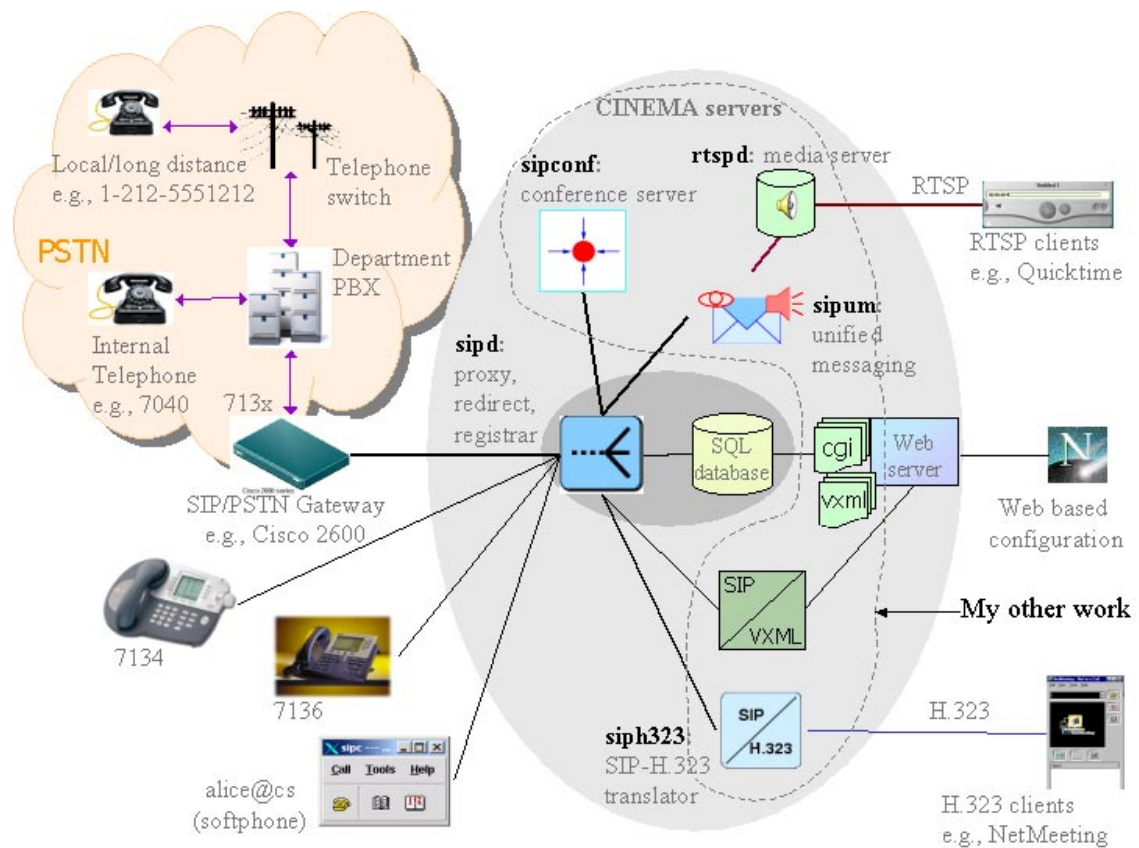 CINEMA servers
Local/long distance
e.g., 1-212-5551212
Telephone
switch
PSTN
Department
PBX
Internal
Telephone
e.g., 7040
713x
SIP/PSTN Gateway
e.g., Cisco 2600
Cisco 2600 series
7134
7136
sipc
Call Tools Help
alice@cs
(softphone)
sipd:
proxy,
redirect,
registrar
sipconf:
conference server
rtspd: media server
RTSP
RTSP clients
e.g., Quicktime
sipum:
unified
messaging
SQL
database
cgi
vxml
Web
server
N
Web based
configuration
SIP
VXML
My other work
siph323:
SIP-H.323
translator
SIP
H.323
H.323
H.323 clients
e.g., NetMeeting